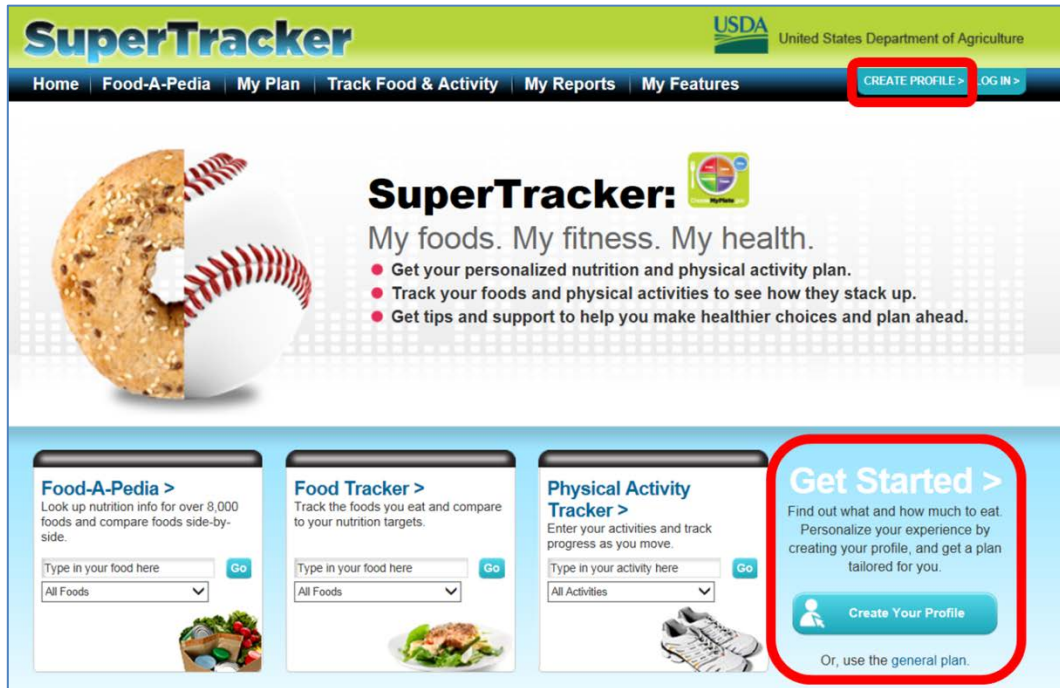 SuperTracker
USDA
United States Department of Agriculture
Home
Food-A-Pedia
My Plan
Track Food & Activity
My Reports
My Features
CREATE PROFILE >
LOG IN >
SuperTracker:
My foods. My fitness. My health.
Get your personalized nutrition and physical activity plan.
Track your foods and physical activities to see how they stack up.
Get tips and support to help you make healthier choices and plan ahead.
Food-A-Pedia >
Look up nutrition info for over 8,000
foods and compare foods side-by-
side.
Type in your food here
Go
All Foods
Food Tracker >
Track the foods you eat and compare
to your nutrition targets.
Type in your food here
Go
All Foods
Physical Activity
Tracker >
Enter your activities and track
progress as you move.
Type in your activity here
Go
All Activities
Get Started >
Find out what and how much to eat.
Personalize your experience by
creating your profile, and get a plan
tailored for you.
Create Your Profile
Or, use the general plan.